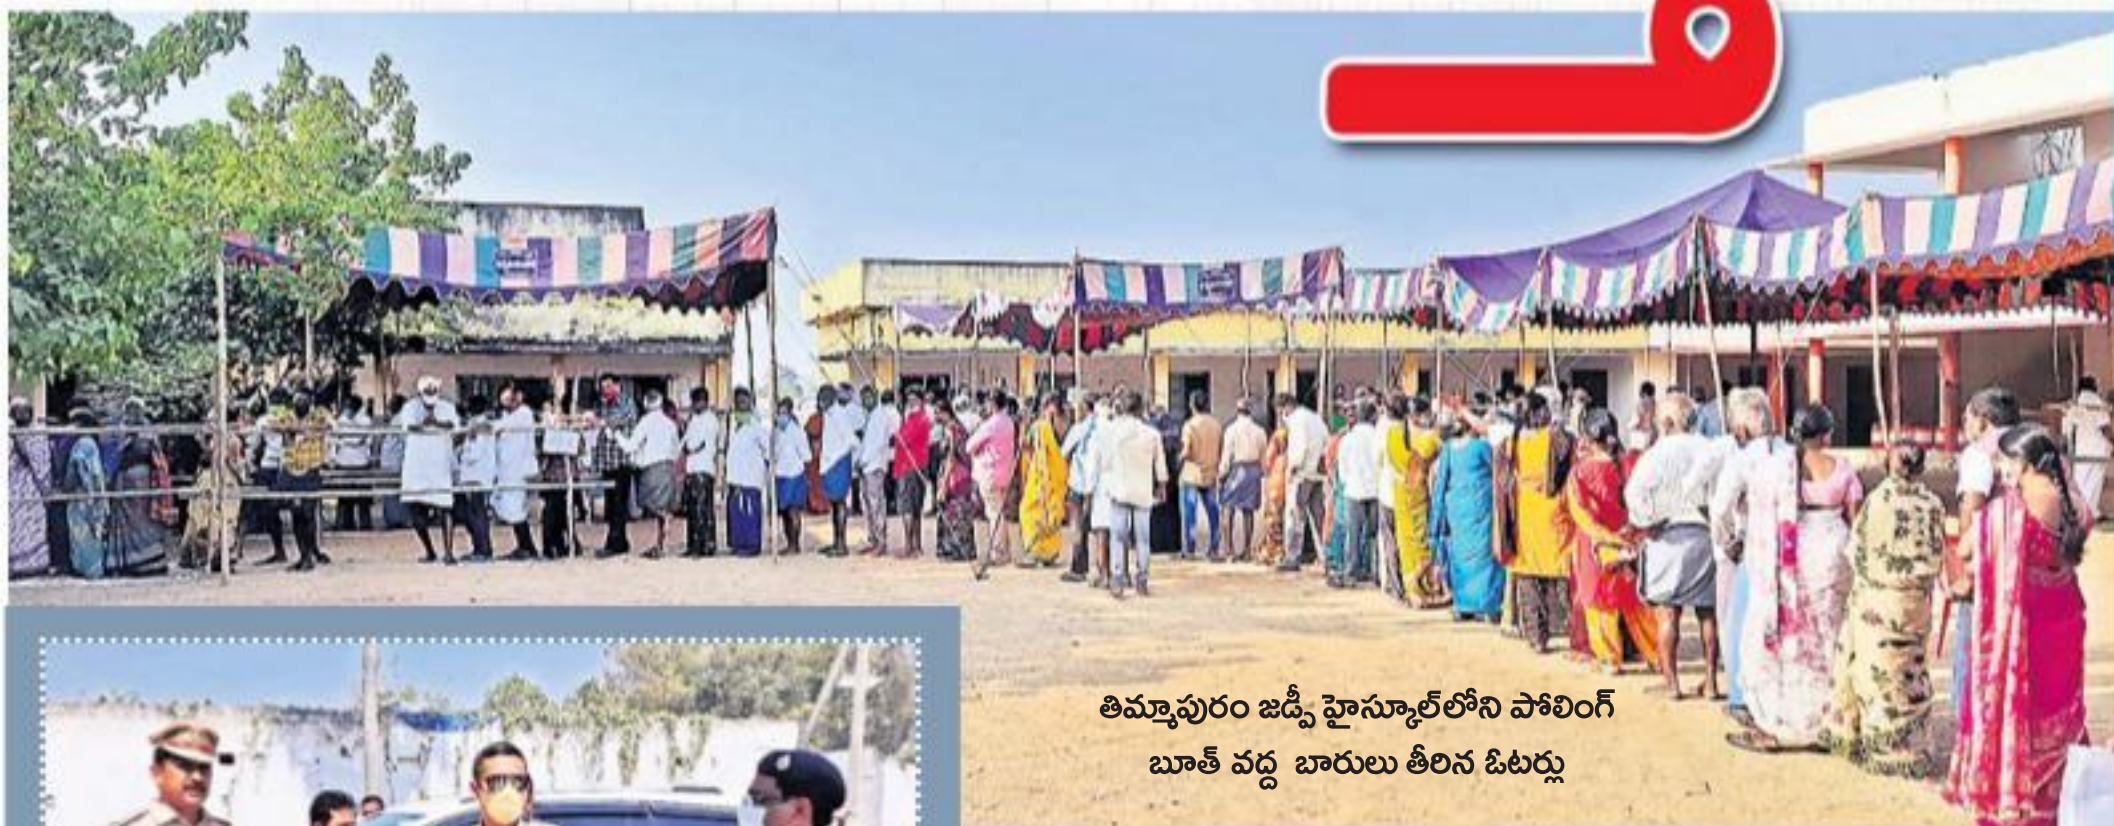 తిమ్మాపురం జడ్పీ హైస్కూల్‌లోని పోలింగ్
బూత్ వద్ద బారులు తీరిన ఓటర్లు